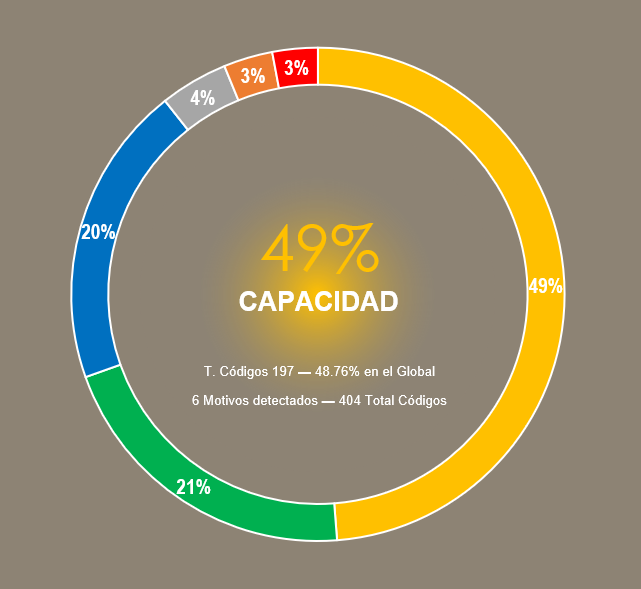 3%
3%
4%
20%
49%
49%
CAPACIDAD
T. Códigos 197 — 48.76% en el Global
6 Motivos detectados — 404 Total Códigos
21%